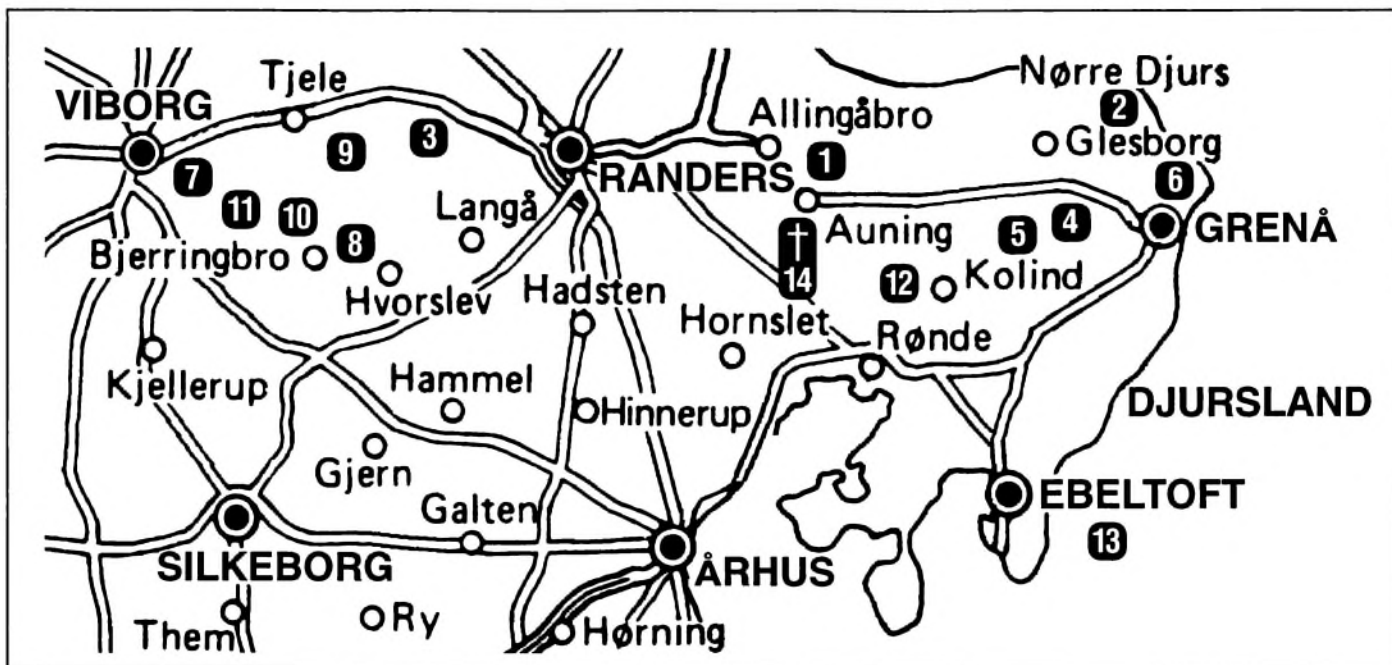 Tjele
Nørre Djurs
VIBORG
2
Allingåbro
3
9
1
Glesborg
7
RANDERS
6
11
10
Langå
Auning
5
4
GRENÅ
8
Bjerringbro
†
14
12
Kolind
Hvorslev
Hadsten
Hornslet
Rønde
Kjellerup
Hammel
Hinnerup
DJURSLAND
Gjern
EBELTOFT
Galten
13
SILKEBORG
ÅRHUS
Them
Ry
Hørning